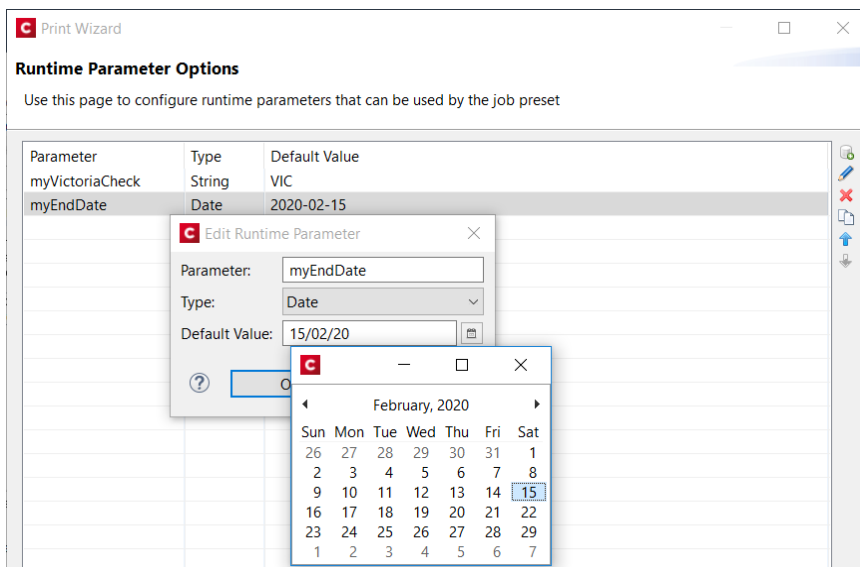 C Print Wizard
Runtime Parameter Options
Use this page to configure runtime parameters that can be used by the job preset
Parameter Type Default Value
myVictoriaCheck String VIC
myEndDate Date 2020-02-15
C Edit Runtime Parameter
Parameter: myEndDate
Type: Date
Default Value: 15/02/20
?
C
February, 2020
Sun Mon Tue Wed Thu Fri Sat
26 27 28 29 30 31 1
2 3 4 5 6 7 8
9 10 11 12 13 14 15
16 17 18 19 20 21 22
23 24 25 26 27 28 29
1 2 3 4 5 6 7